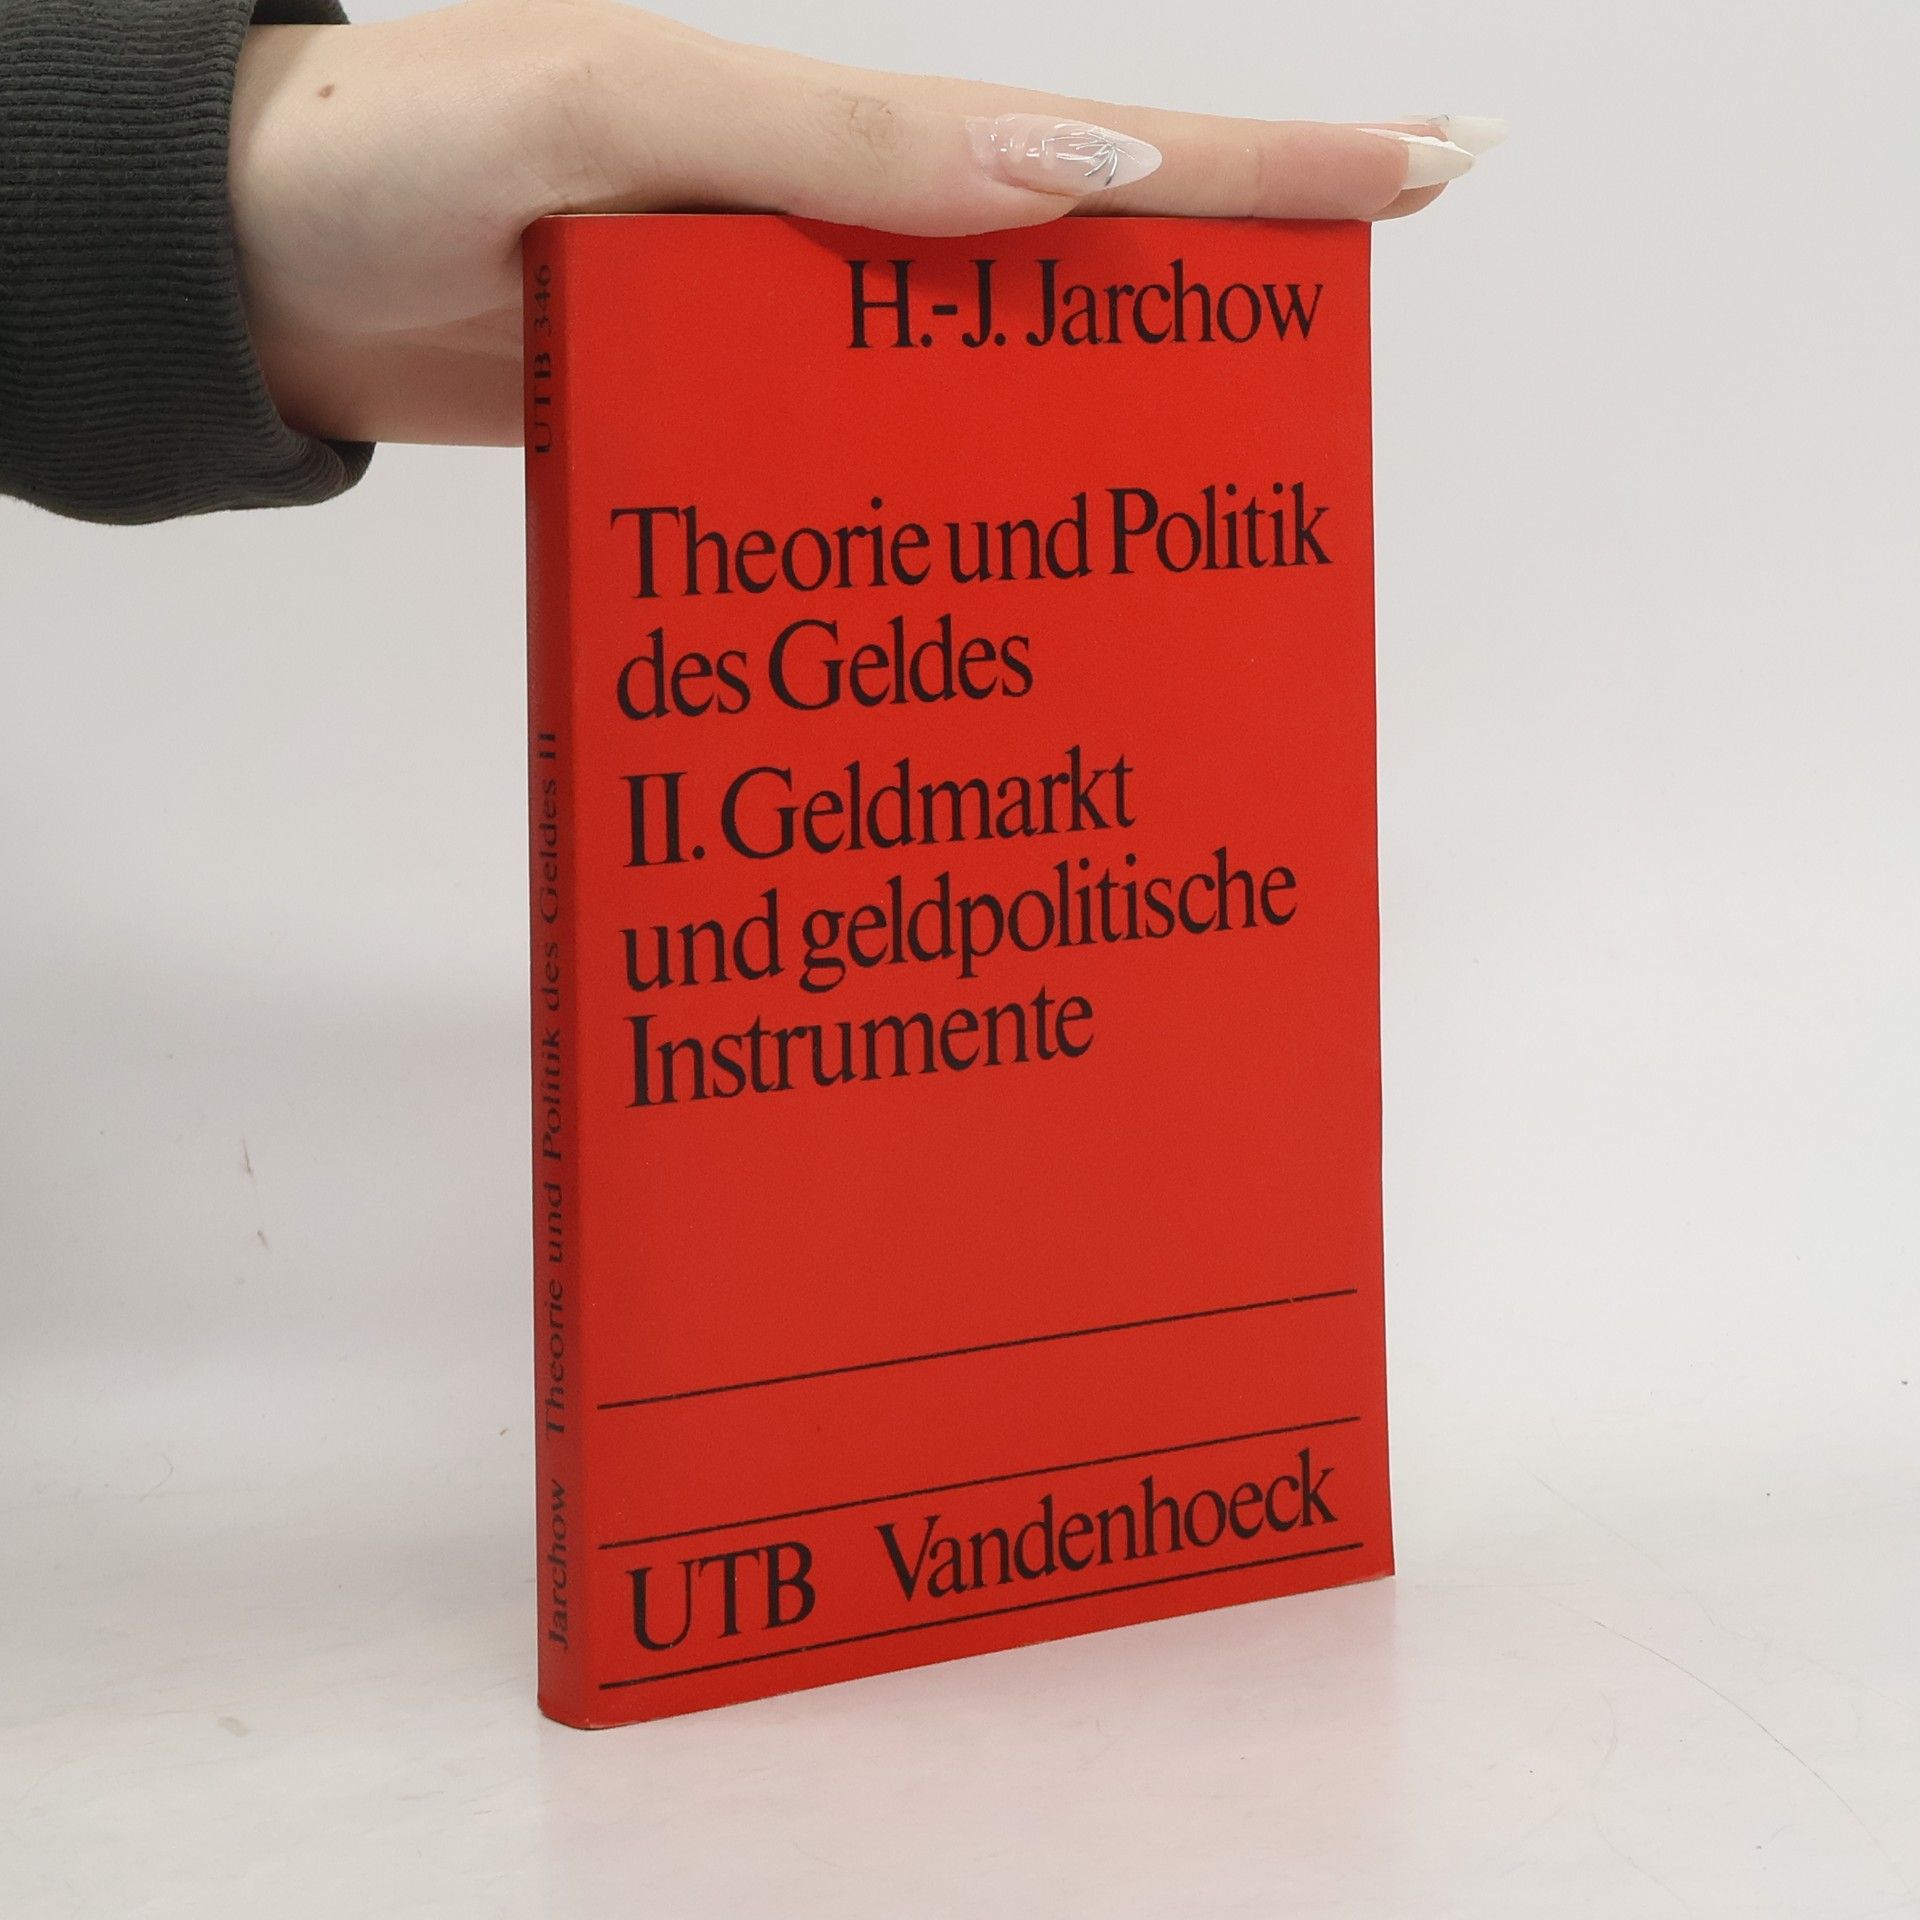 H.-J. Jarchow
Theorie und Politik
des Geldes
II. Geldmarkt
und geldpolitische
Instrumente
UTB Vandenhoeck
Jarchow Theorie und Politik des Geldes II UTB 346